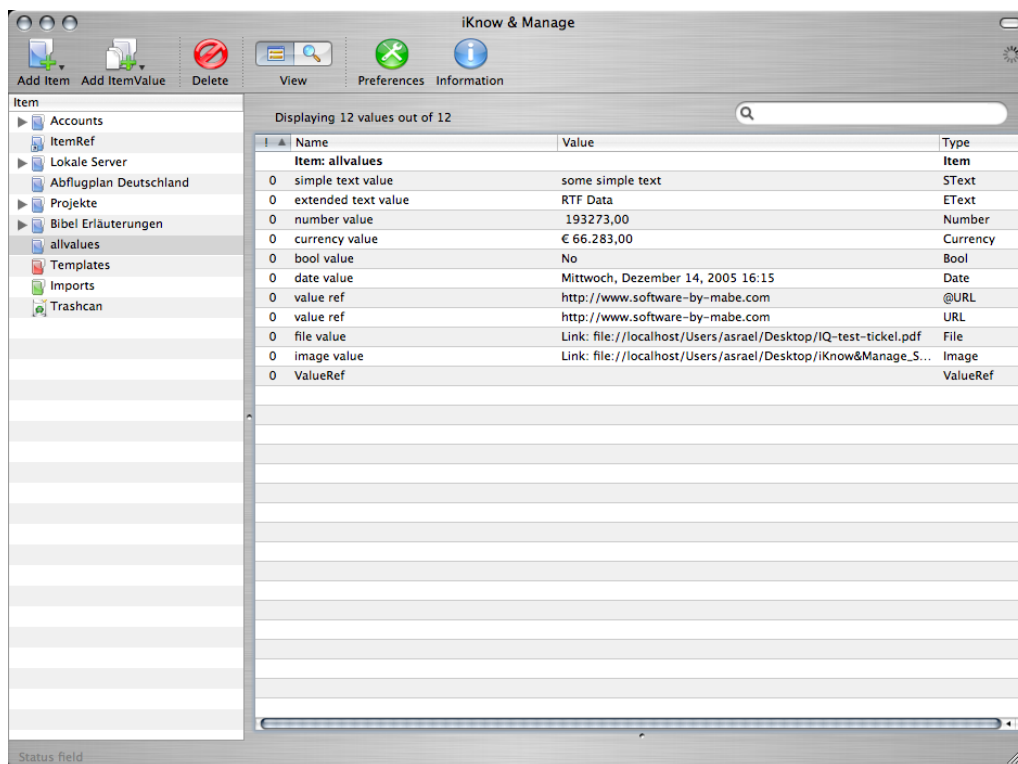 iKnow & Manage
Add Item Add ItemValue Delete View Preferences Information
Item
Accounts
ItemRef
Lokale Server
Abflugplan Deutschland
Projekte
Bibel Erläuterungen
allvalues
Templates
Imports
Trashcan
Displaying 12 values out of 12
! Name Value Type
Item: allvalues Item
0 simple text value some simple text SText
0 extended text value RTF Data EText
0 number value 193273,00 Number
0 currency value € 66.283,00 Currency
0 bool value No Bool
0 date value Mittwoch, Dezember 14, 2005 16:15 Date
0 value ref http://www.software-by-mabe.com @URL
0 value ref http://www.software-by-mabe.com URL
0 file value Link: file://localhost/Users/asrael/Desktop/IQ-test-tickel.pdf File
0 image value Link: file://localhost/Users/asrael/Desktop/iKnow&Manage_S... Image
0 ValueRef ValueRef
Status field